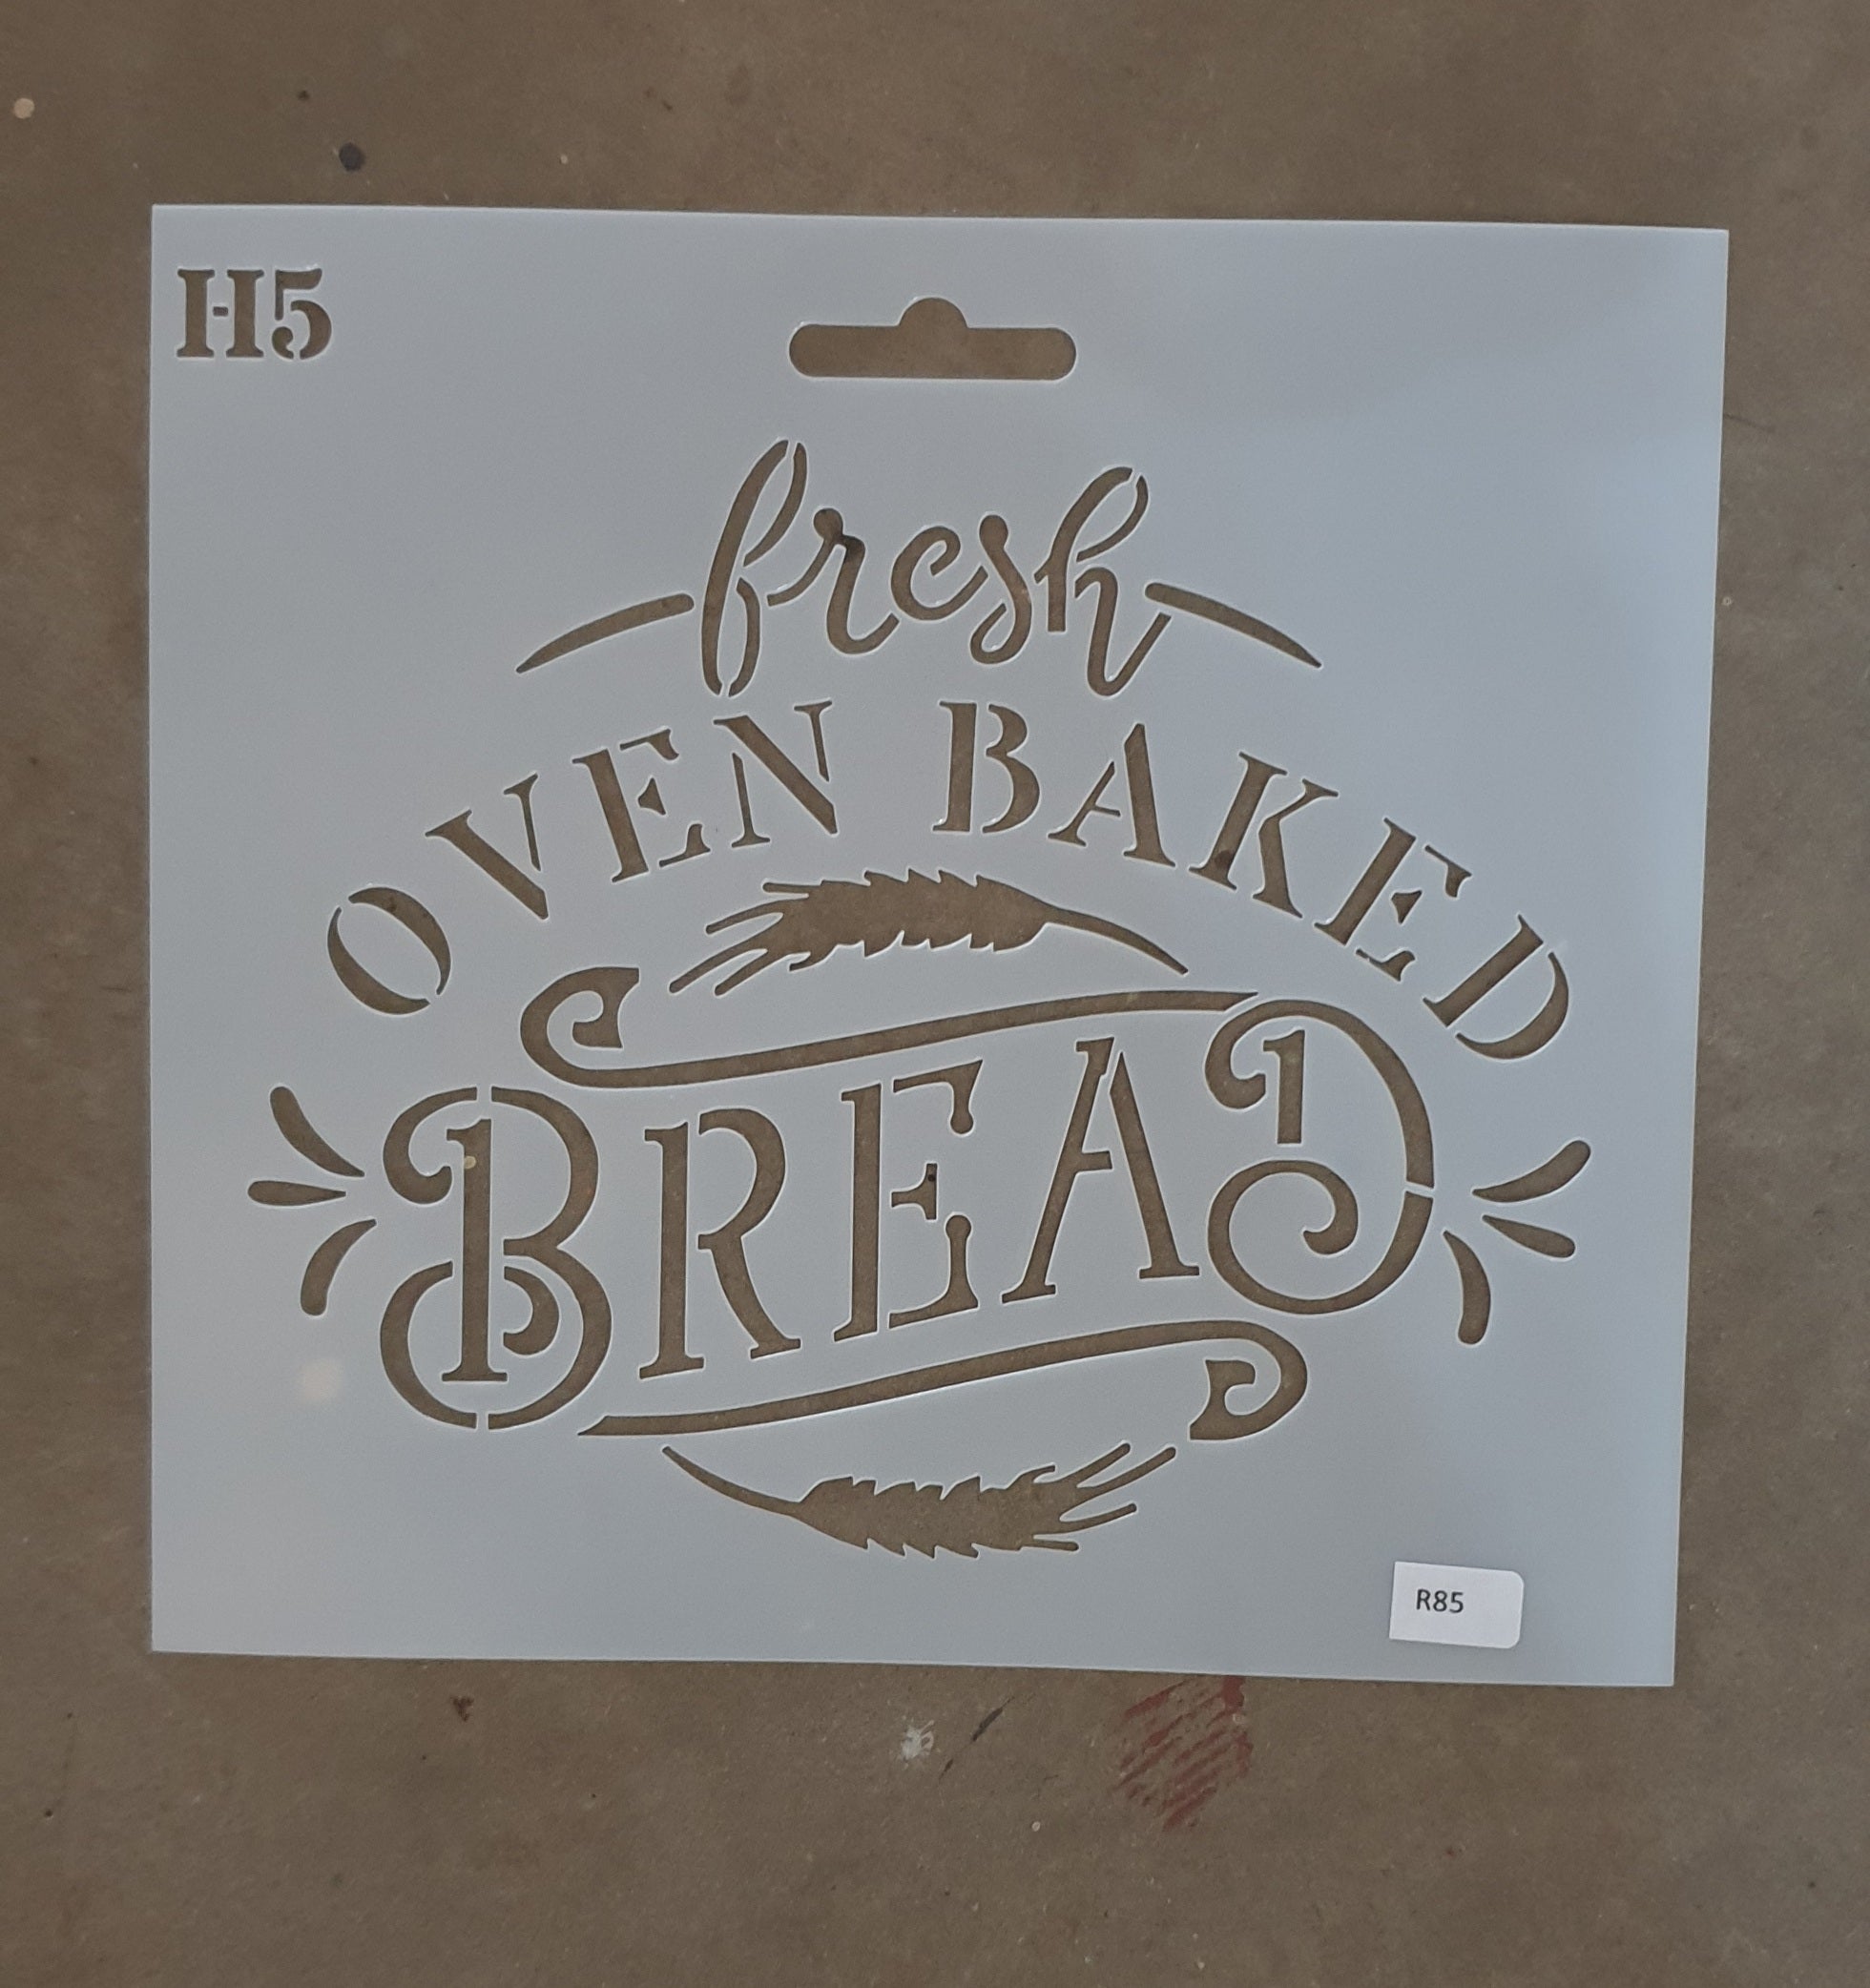 H5
fresh
OVEN BAKED
BREAD
R85